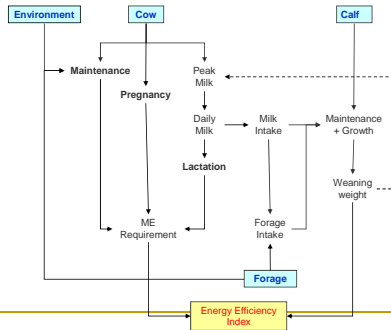 Environment
Cow
Calf
Maintenance
Peak
Milk
Pregnancy
Daily
Milk
Milk
Intake
Maintenance
+ Growth
Lactation
Weaning
weight
ME
Requirement
Forage
Intake
Forage
Energy Efficiency
Index